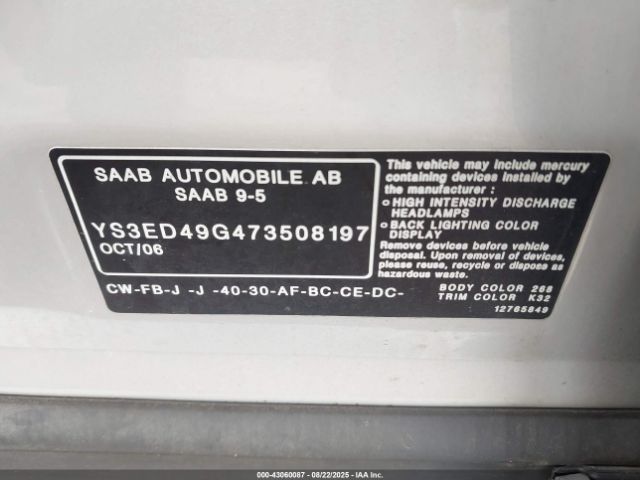 SAAB AUTOMOBILE AB
SAAB 9-5
YS3ED49G473508197
OCT/06
CW-FB-J -J -40-30-AF-BC-CE-DC-
This vehicle may include mercury
containing devices installed by
the manufacturer :
o HIGH INTENSITY DISCHARGE
HEADLAMPS
o BACK LIGHTING COLOR
DISPLAY
Remove devices before vehicle
disposal. Upon removal of devices,
please reuse, recycle or dispose as
hazardous waste.
BODY COLOR 268
TRIM COLOR K32
12765849
000-43060087 - 08/22/2025 - IAA Inc.